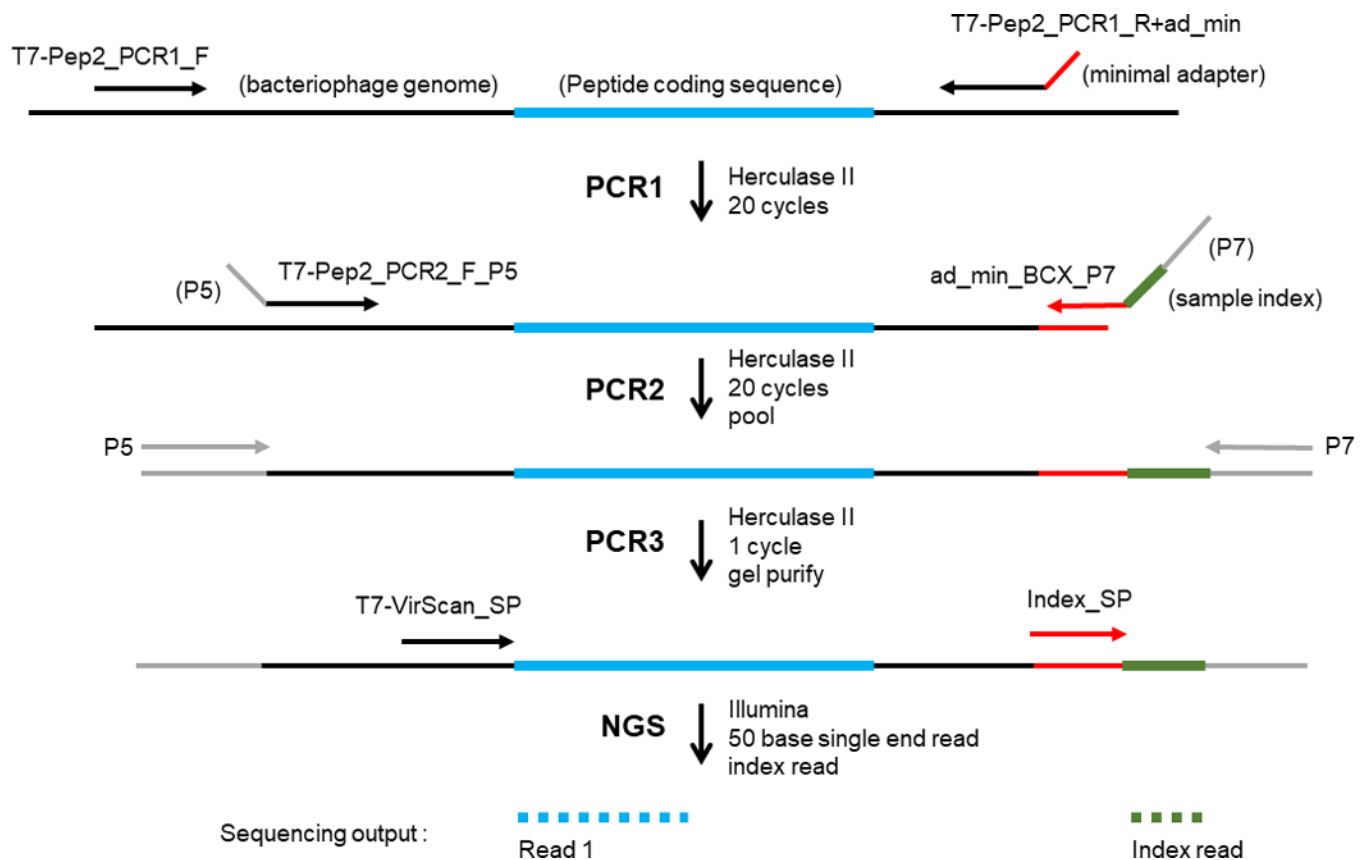 T7-Pep2_PCR1_F
T7-Pep2_PCR1_R+ad_min
(bacteriophage genome)
(Peptide coding sequence)
(minimal adapter)
PCR1
Herculase II
20 cycles
(P5)
T7-Pep2_PCR2_F_P5
ad_min_BCX_P7
(P7)
(sample index)
PCR2
Herculase II
20 cycles
pool
P5
P7
PCR3
Herculase II
1 cycle
gel purify
T7-VirScan_SP
Index_SP
NGS
Illumina
50 base single end read
index read
Sequencing output :
Read 1
Index read